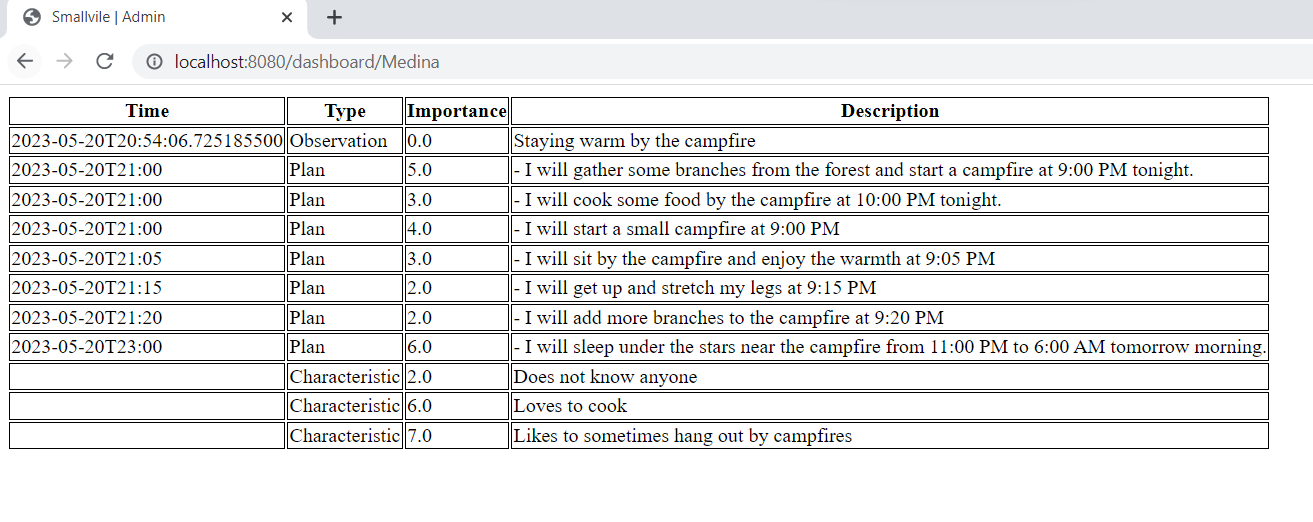 Smallvile | Admin
localhost:8080/dashboard/Medina
Time Type Importance Description
2023-05-20T20:54:06.725185500 Observation 0.0 Staying warm by the campfire
2023-05-20T21:00 Plan 5.0 - I will gather some branches from the forest and start a campfire at 9:00 PM tonight.
2023-05-20T21:00 Plan 3.0 - I will cook some food by the campfire at 10:00 PM tonight.
2023-05-20T21:00 Plan 4.0 - I will start a small campfire at 9:00 PM
2023-05-20T21:05 Plan 3.0 - I will sit by the campfire and enjoy the warmth at 9:05 PM
2023-05-20T21:15 Plan 2.0 - I will get up and stretch my legs at 9:15 PM
2023-05-20T21:20 Plan 2.0 - I will add more branches to the campfire at 9:20 PM
2023-05-20T23:00 Plan 6.0 - I will sleep under the stars near the campfire from 11:00 PM to 6:00 AM tomorrow morning.
Characteristic 2.0 Does not know anyone
Characteristic 6.0 Loves to cook
Characteristic 7.0 Likes to sometimes hang out by campfires